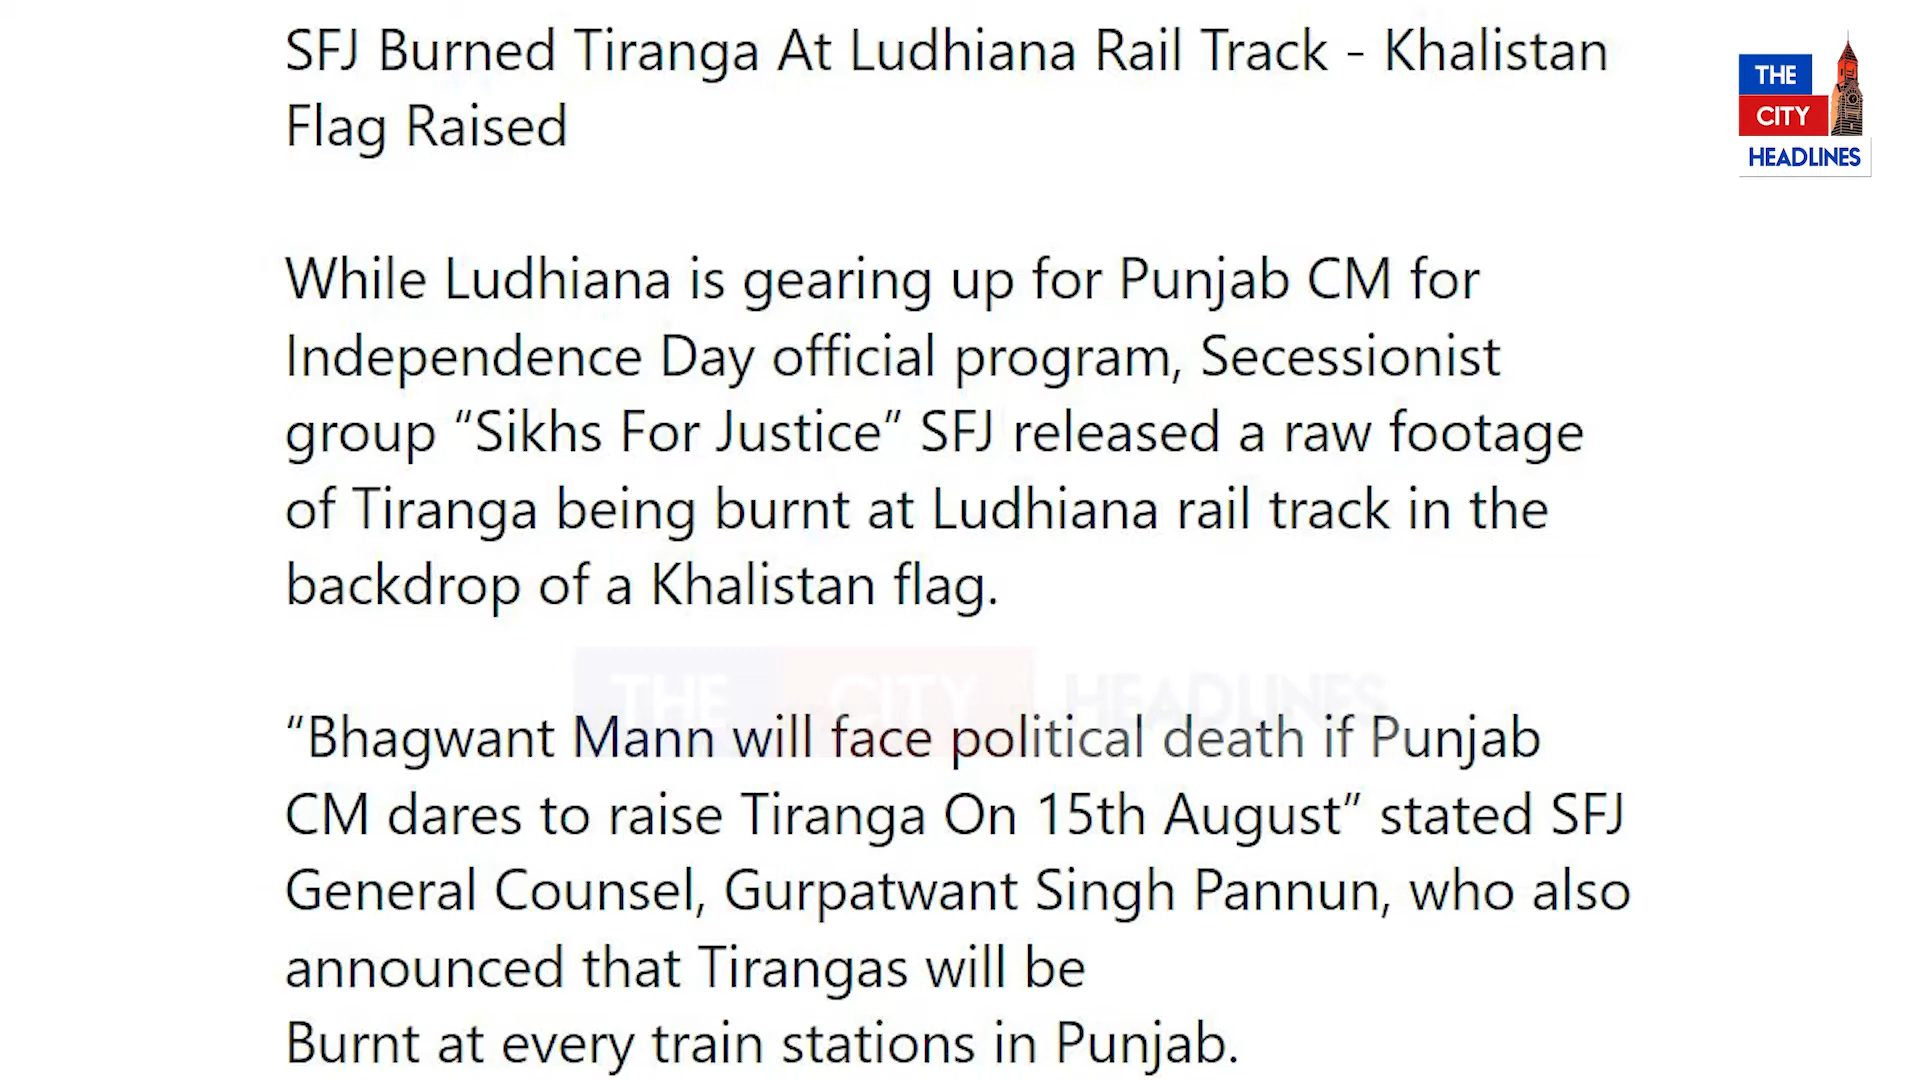 SFJ Burned Tiranga At Ludhiana Rail Track - Khalistan
Flag Raised
THE
CITY
HEADLINES
While Ludhiana is gearing up for Punjab CM for
Independence Day official program, Secessionist
group “Sikhs For Justice” SFJ released a raw footage
of Tiranga being burnt at Ludhiana rail track in the
backdrop of a Khalistan flag.
THE CITY HEADLINES
“Bhagwant Mann will face political death if Punjab
CM dares to raise Tiranga On 15th August” stated SFJ
General Counsel, Gurpatwant Singh Pannun, who also
announced that Tirangas will be
Burnt at every train stations in Punjab.